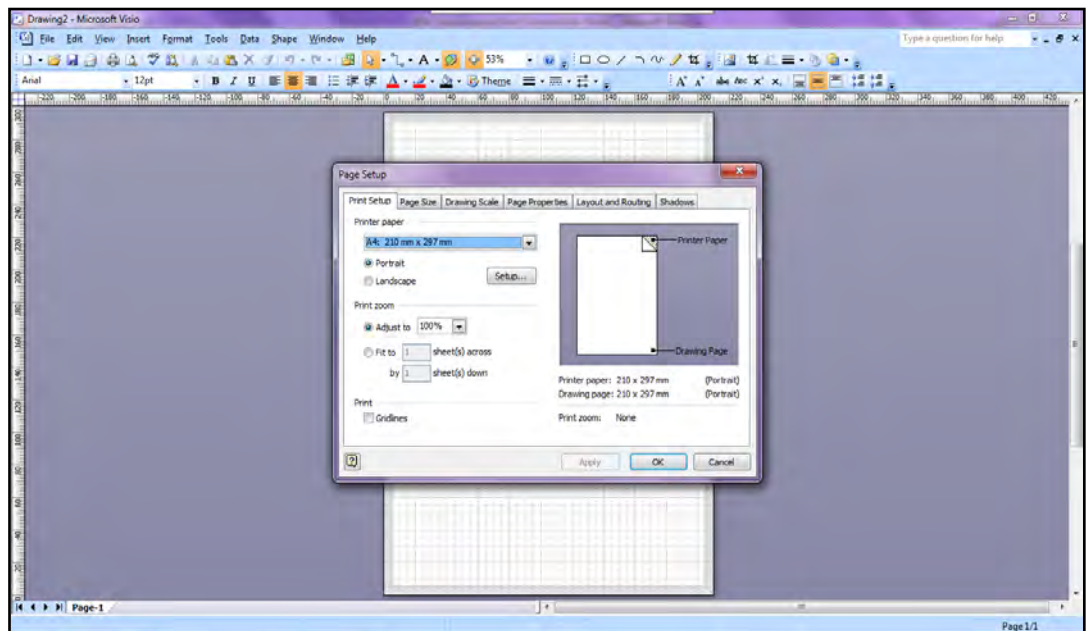 Drawing2 - Microsoft Visio
File Edit View Insert Format Tools Data Shape Window Help
Type a question for help
53%
Arial 12pt B I U A Theme
Page Setup
Print Setup Page Size Drawing Scale Page Properties Layout and Routing Shadows
Printer paper
A4: 210 mm x 297 mm
Portrait
Landscape
Setup...
Print zoom
Adjust to 100%
Fit to 1 sheet(s) across
by 1 sheet(s) down
Print
Gridlines
Printer Paper
Drawing Page
Printer paper: 210 x 297 mm (Portrait)
Drawing page: 210 x 297 mm (Portrait)
Print zoom: None
Apply OK Cancel
Page-1
Page 1/1